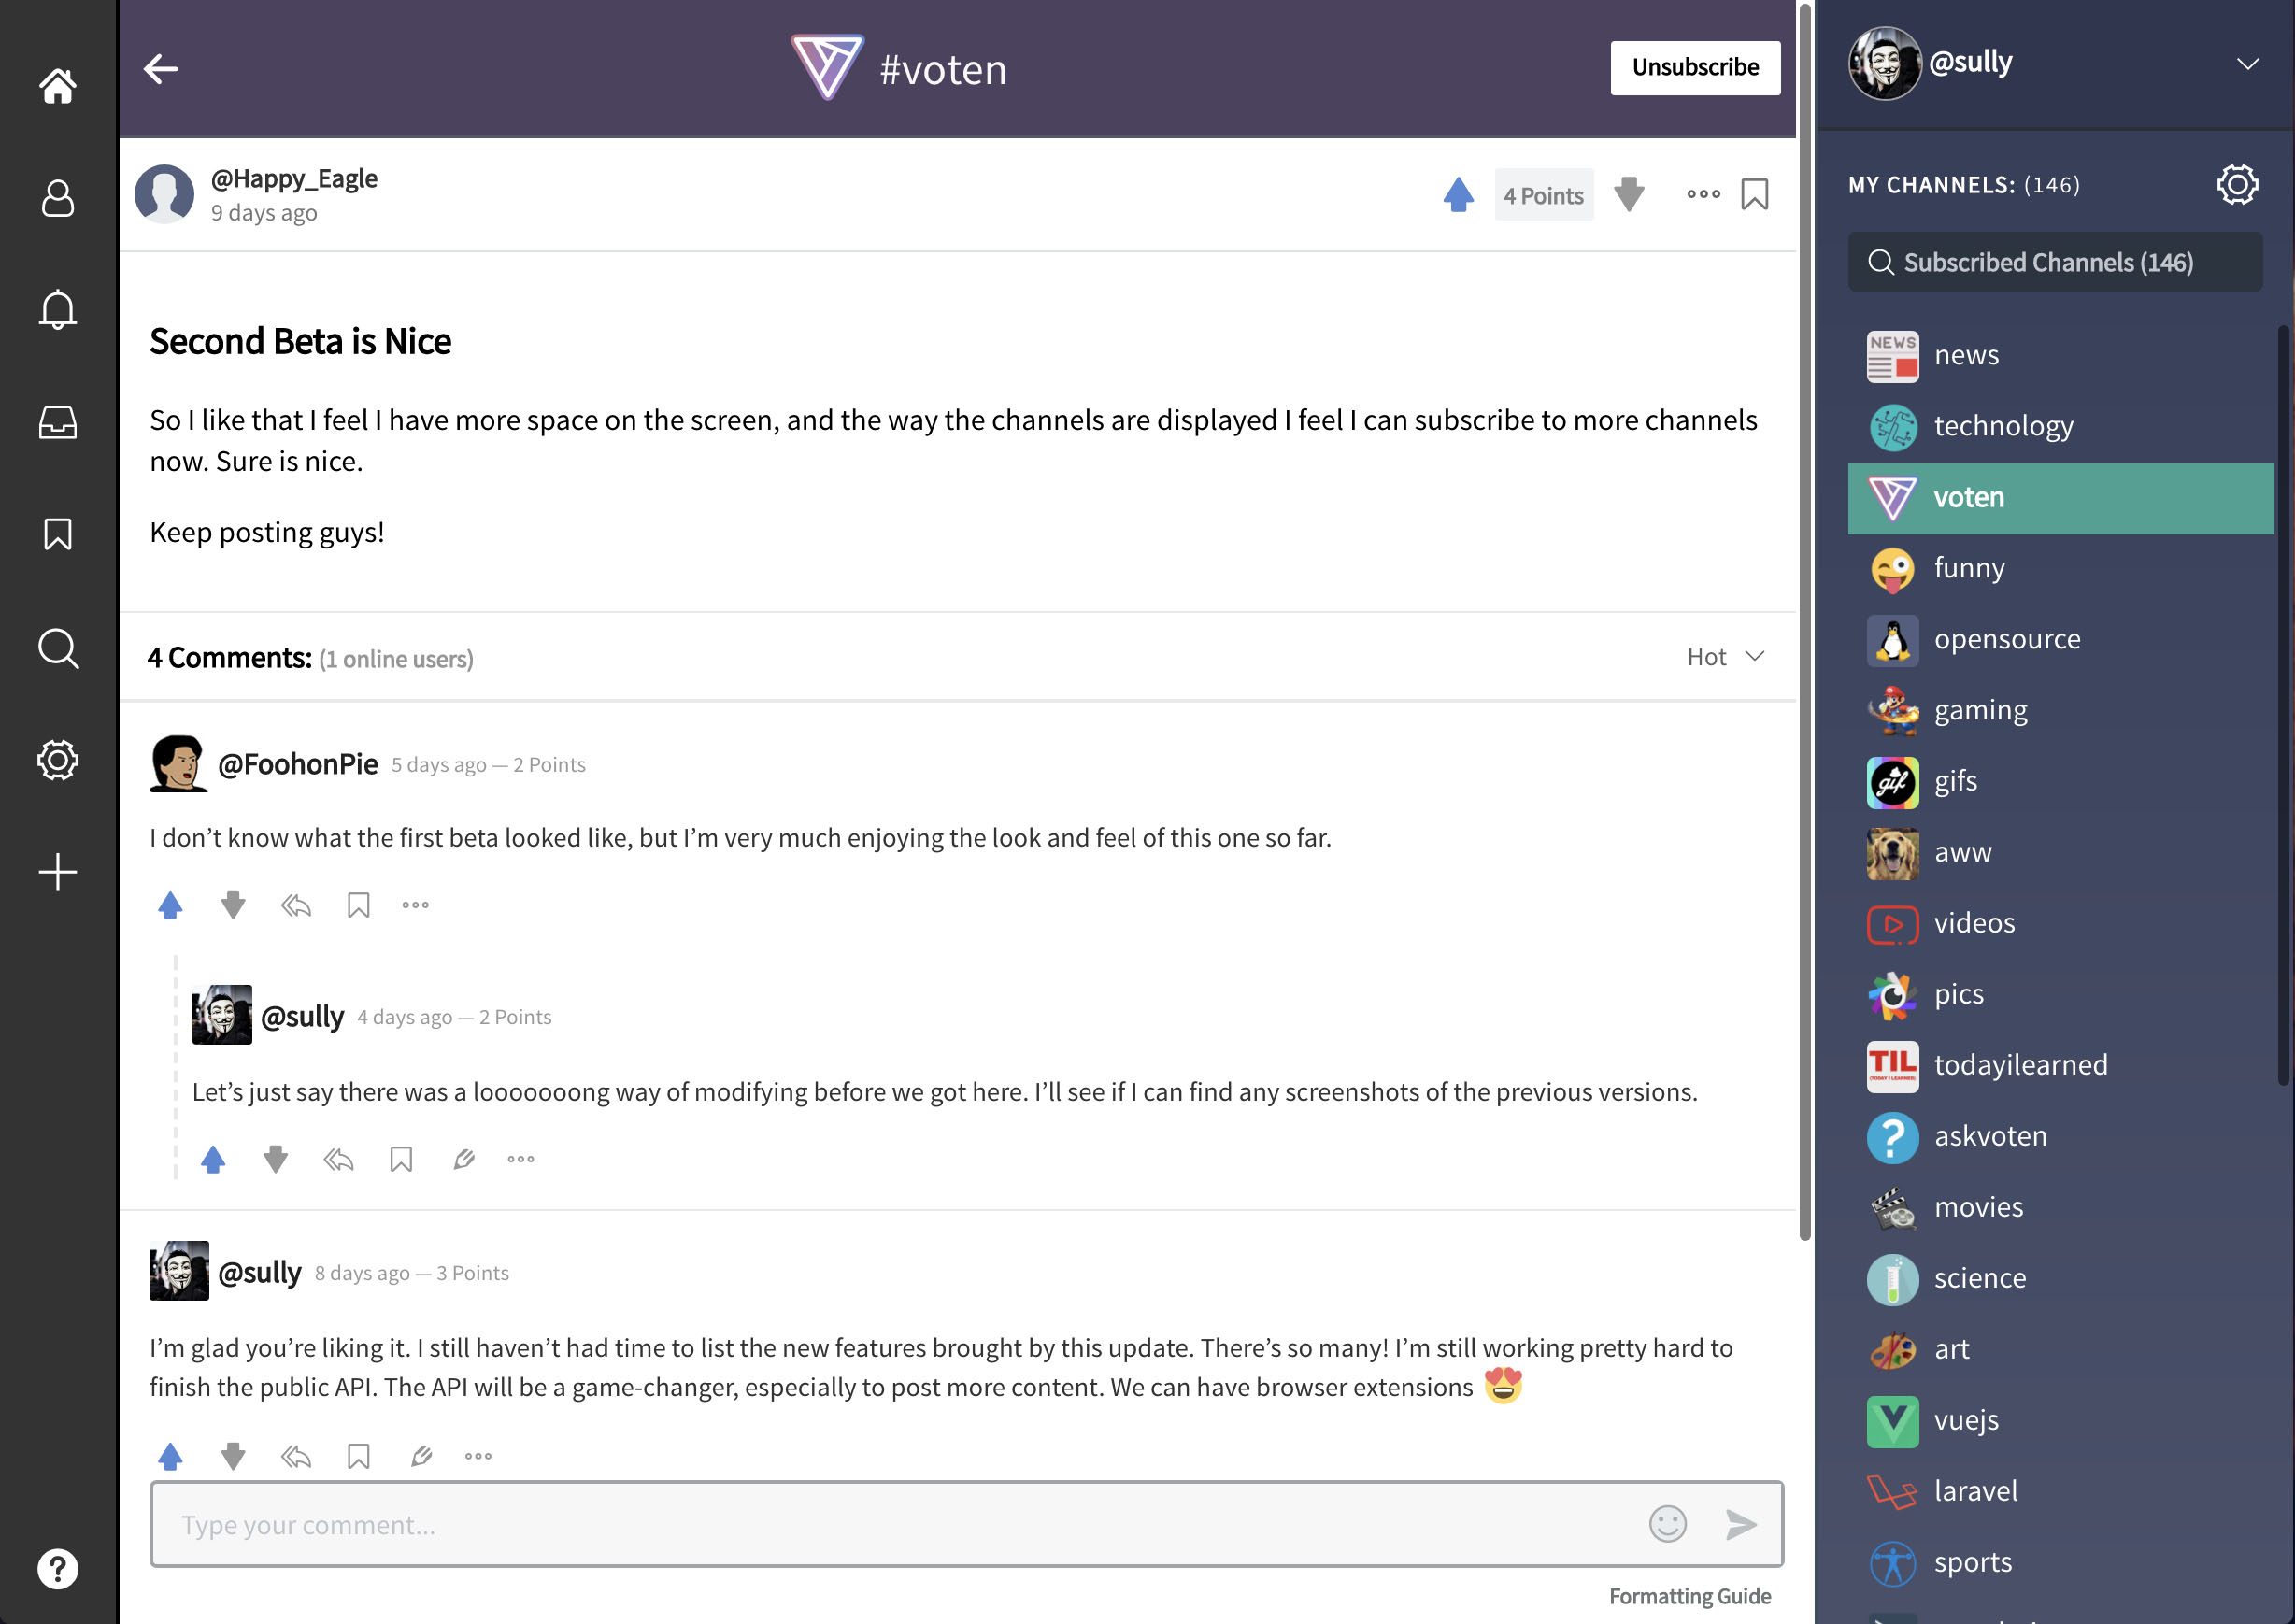 #voten
Unsubscribe
@Happy_Eagle
9 days ago
4 Points
Second Beta is Nice
So I like that I feel I have more space on the screen, and the way the channels are displayed I feel I can subscribe to more channels
now. Sure is nice.
Keep posting guys!
4 Comments: (1 online users)
Hot
@FoohonPie 5 days ago — 2 Points
I don’t know what the first beta looked like, but I’m very much enjoying the look and feel of this one so far.
@sully 4 days ago — 2 Points
Let’s just say there was a looooooong way of modifying before we got here. I’ll see if I can find any screenshots of the previous versions.
@sully 8 days ago — 3 Points
I’m glad you’re liking it. I still haven’t had time to list the new features brought by this update. There’s so many! I’m still working pretty hard to
finish the public API. The API will be a game-changer, especially to post more content. We can have browser extensions 😍
Type your comment...
Formatting Guide
@sully
MY CHANNELS: (146)
Subscribed Channels (146)
NEWS
news
technology
voten
funny
opensource
gaming
gif
gifs
aww
videos
pics
TIL
(TODAY I LEARNED)
todayilearned
?
askvoten
movies
science
art
vuejs
laravel
sports